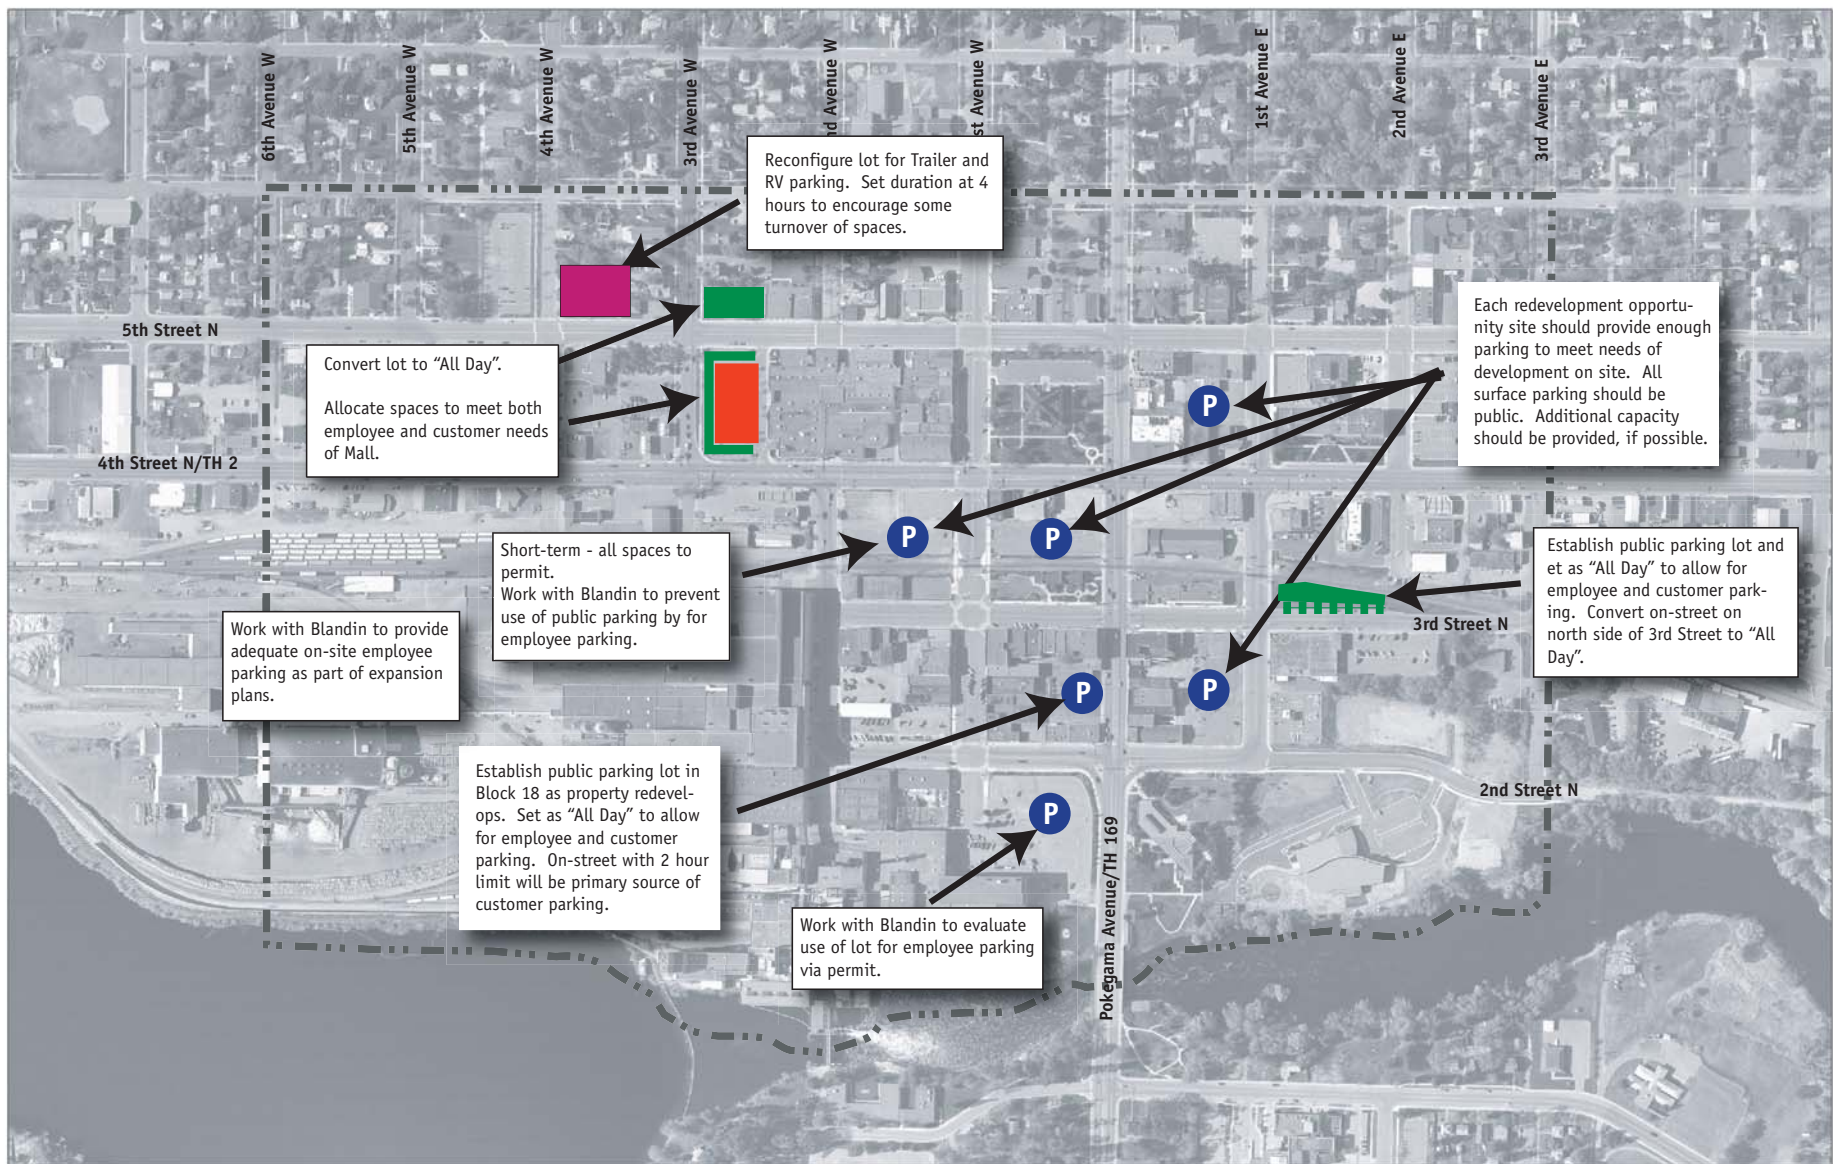 6th Avenue W
5th Avenue W
4th Avenue W
3rd Avenue W
nd Avenue W
st Avenue W
1st Avenue E
2nd Avenue E
3rd Avenue E
Reconfigure lot for Trailer and
RV parking. Set duration at 4
hours to encourage some
turnover of spaces.
5th Street N
Convert lot to “All Day”.
Allocate spaces to meet both
employee and customer needs
of Mall.
Each redevelopment opportu-
nity site should provide enough
parking to meet needs of
development on site. All
surface parking should be
public. Additional capacity
should be provided, if possible.
P
4th Street N/TH 2
P
P
Short-term - all spaces to
permit.
Work with Blandin to prevent
use of public parking by for
employee parking.
Establish public parking lot and
et as “All Day” to allow for
employee and customer park-
ing. Convert on-street on
north side of 3rd Street to “All
Day”.
3rd Street N
Work with Blandin to provide
adequate on-site employee
parking as part of expansion
plans.
P
P
Establish public parking lot in
Block 18 as property redevel-
ops. Set as “All Day” to allow
for employee and customer
parking. On-street with 2 hour
limit will be primary source of
customer parking.
2nd Street N
P
Pokegama Avenue/TH 169
Work with Blandin to evaluate
use of lot for employee parking
via permit.